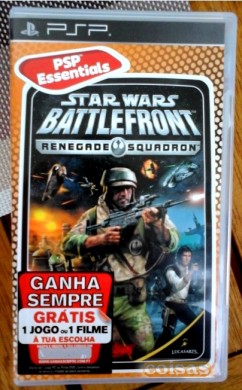 PSP
PSP
Essentials
STAR WARS
BATTLEFRONT
RENEGADE SQUADRON
GANHA
SEMPRE
GRÁTIS
1 JOGO OU 1 FILME
À TUA ESCOLHA
LUCASARTS
coisas